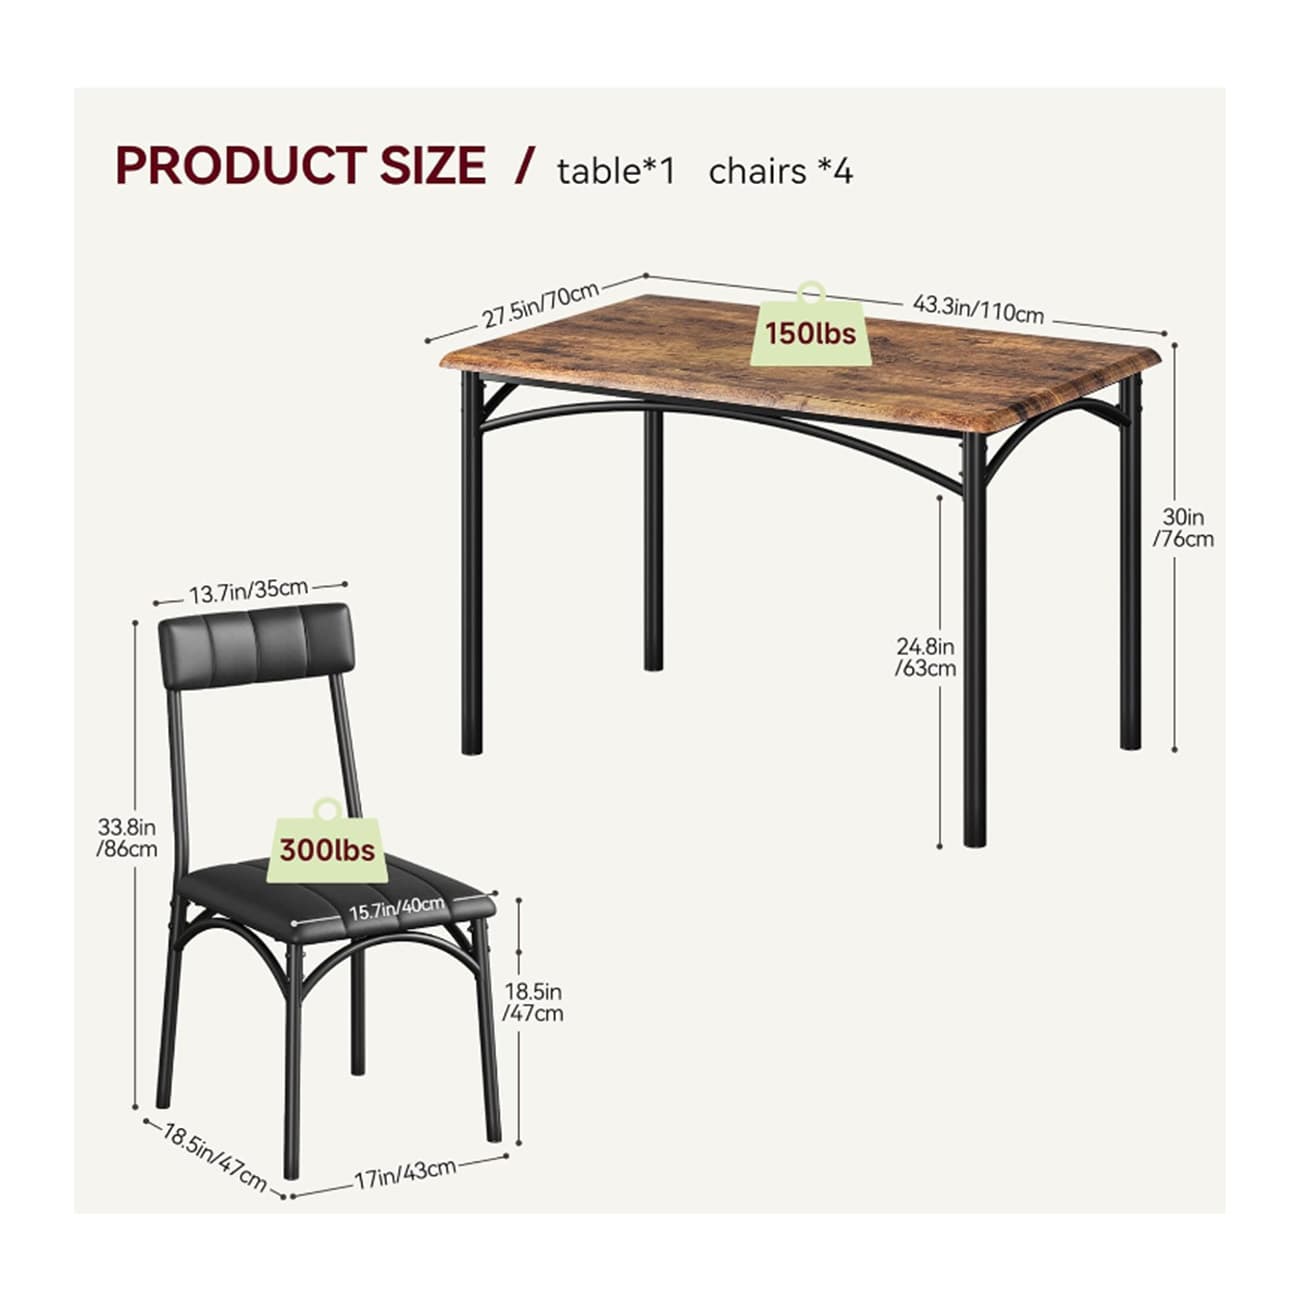 PRODUCT SIZE / table*1 chairs *4
27.5in/70cm
43.3in/110cm
150lbs
30in
/76cm
24.8in
/63cm
13.7in/35cm
33.8in
/86cm
300lbs
15.7in/40cm
18.5in
/47cm
18.5in/47cm
17in/43cm